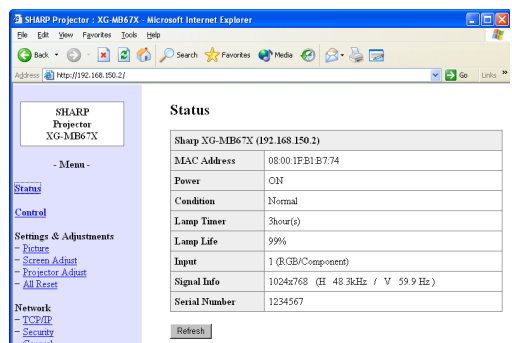 SHARP Projector : XG-MB67X - Microsoft Internet Explorer
File Edit View Favorites Tools Help
Back Search Favorites Media
Address http://192.168.150.2/ Go Links »
SHARP
Projector
XG-MB67X
- Menu -
Status
Control
Settings & Adjustments
– Picture
– Screen Adjust
– Projector Adjust
– All Reset
Network
– TCP/IP
– Security
Status
Sharp XG-MB67X (192.168.150.2)
MAC Address 08:00:1F:B1:B7:74
Power ON
Condition Normal
Lamp Timer 3hour(s)
Lamp Life 99%
Input 1 (RGB/Component)
Signal Info 1024x768 (H 48.3kHz / V 59.9 Hz )
Serial Number 1234567
Refresh